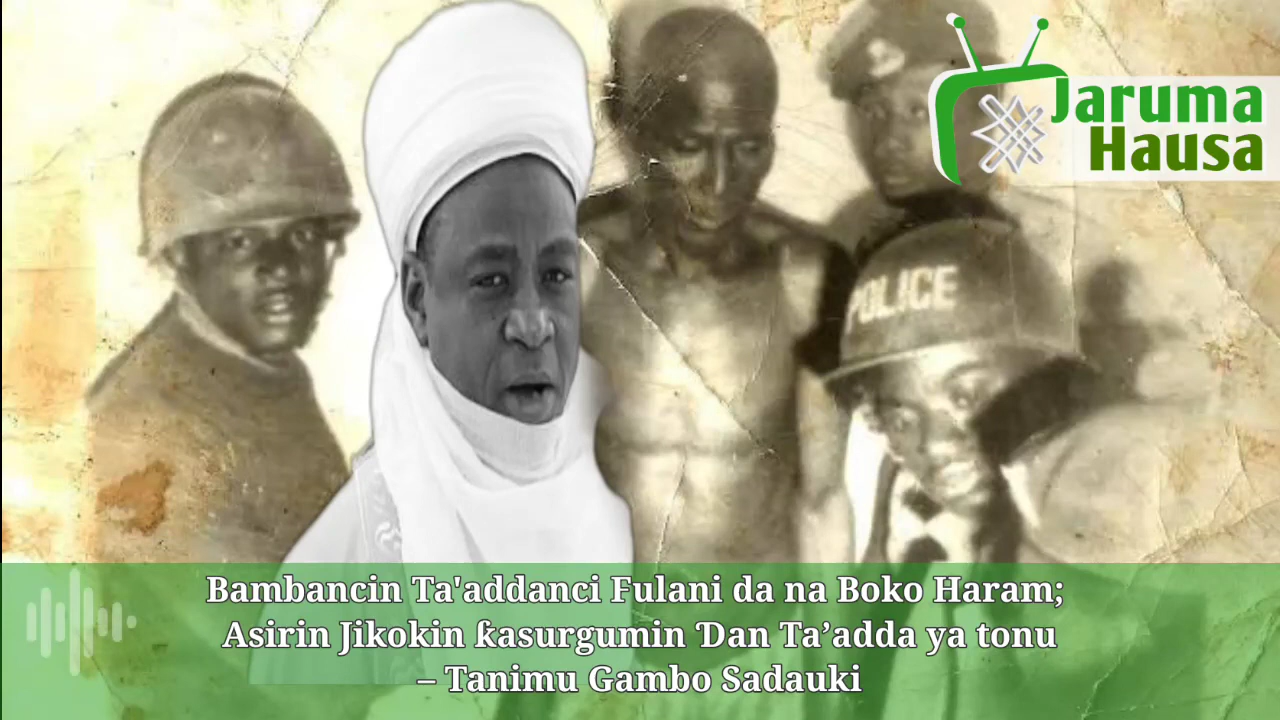 Jaruma
Hausa
POLICE
Bambancin Ta'addanci Fulani da na Boko Haram;
Asirin Jikokin ƙasurgumin Ɗan Ta’adda ya tonu
– Tanimu Gambo Sadauki